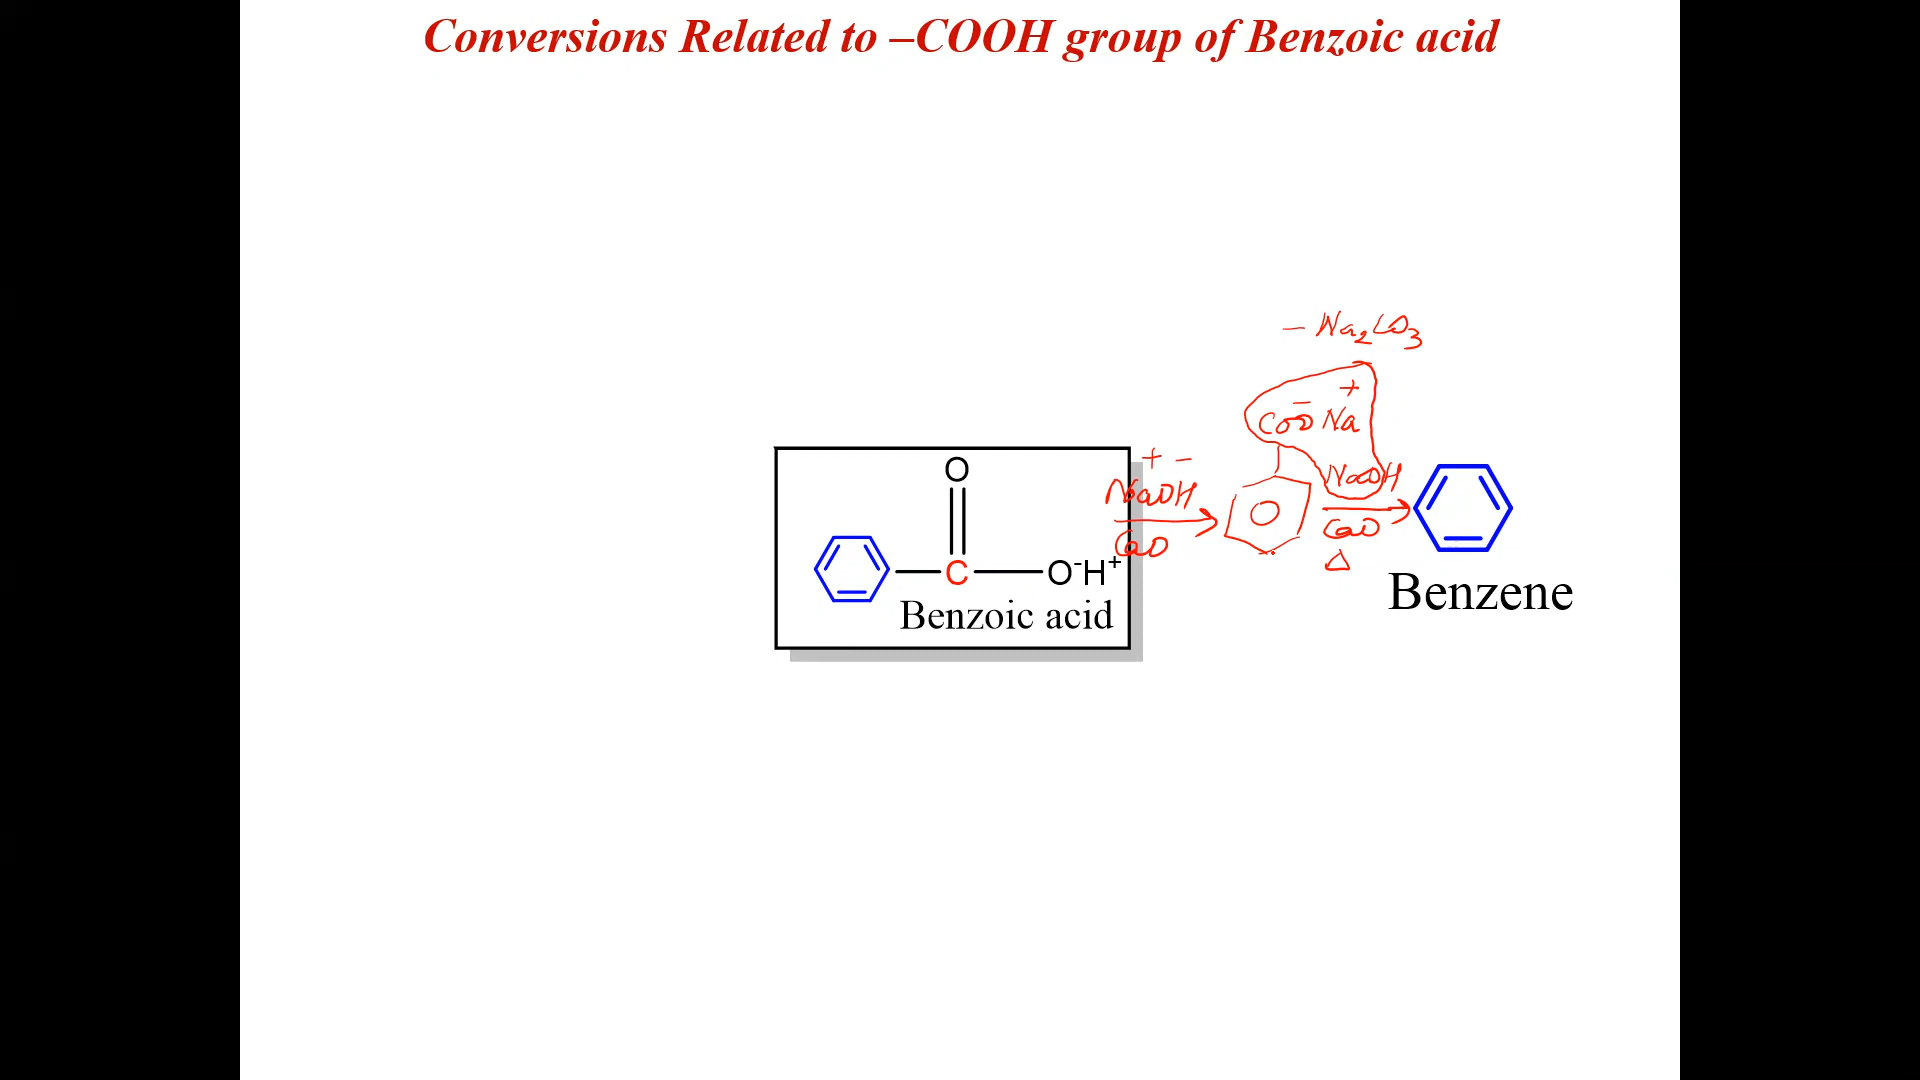 Conversions Related to –COOH group of Benzoic acid
– Na₂CO₃
+
COO⁻ Na
+ –
NaOH
CaO
NaOH
CaO
Δ
O
C
O⁻H⁺
Benzoic acid
Benzene